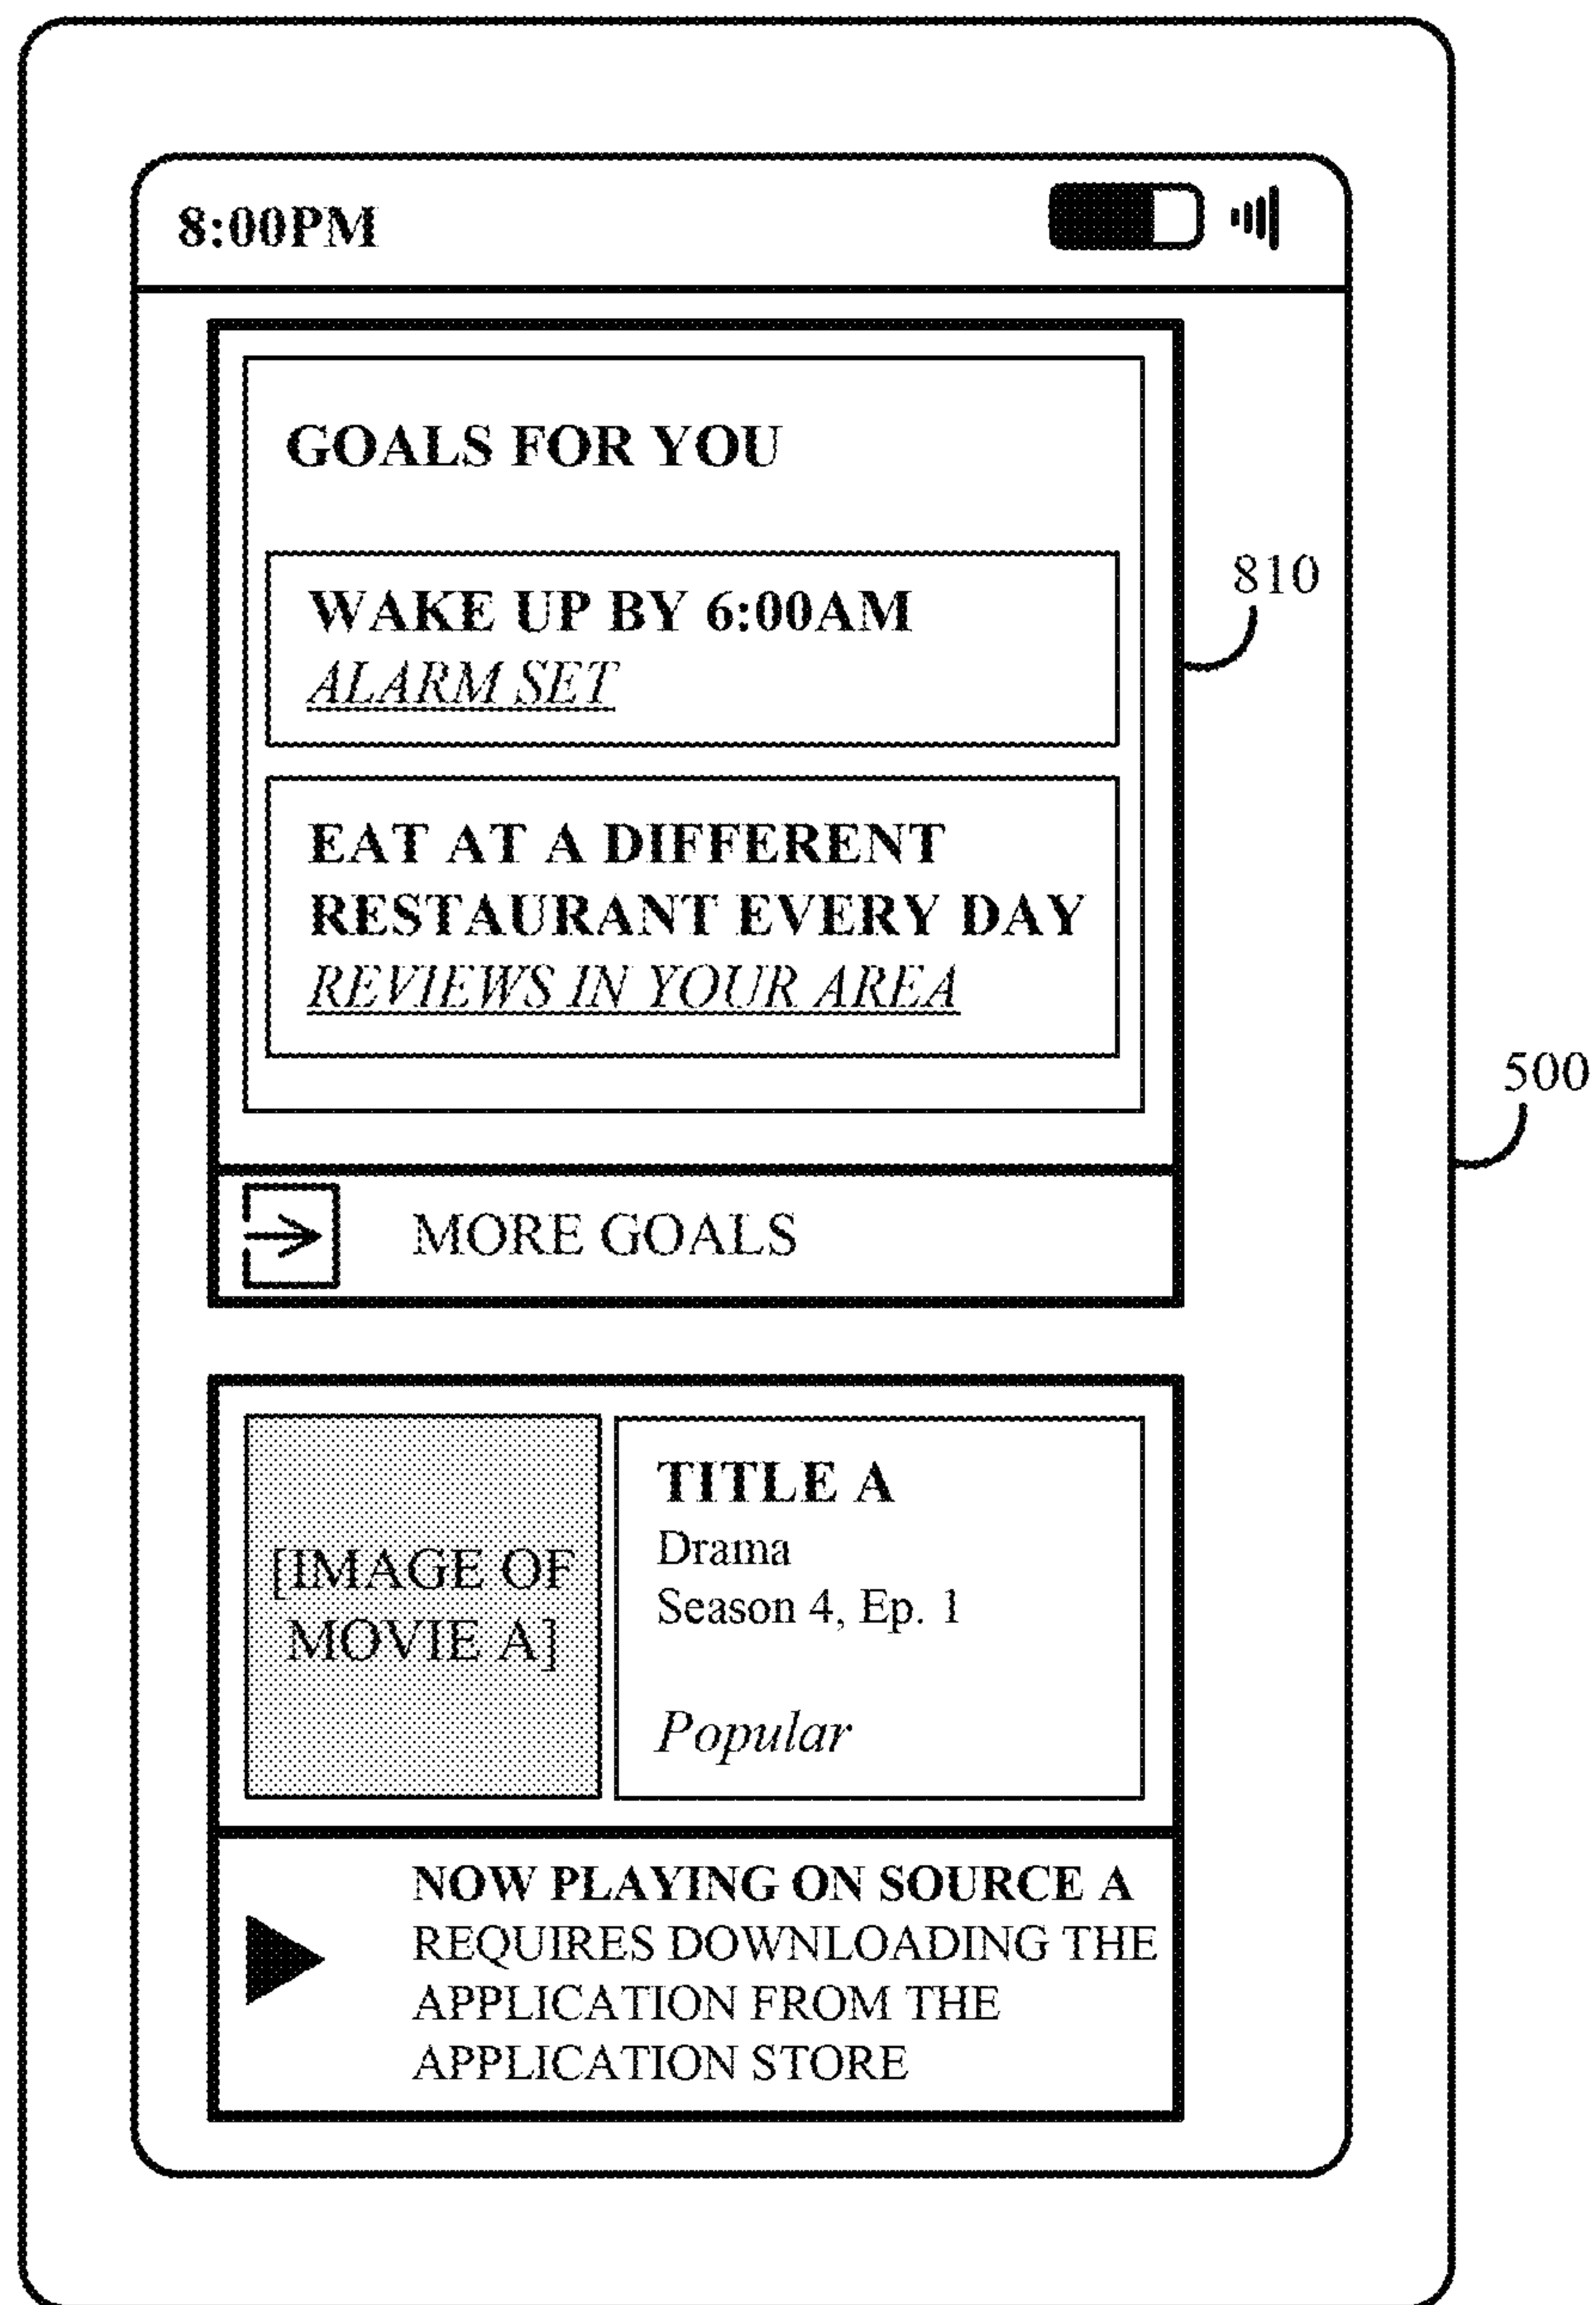 8:00PM
GOALS FOR YOU
WAKE UP BY 6:00AM
ALARM SET
810
EAT AT A DIFFERENT
RESTAURANT EVERY DAY
REVIEWS IN YOUR AREA
500
MORE GOALS
[IMAGE OF
MOVIE A]
TITLE A
Drama
Season 4, Ep. 1
Popular
NOW PLAYING ON SOURCE A
REQUIRES DOWNLOADING THE
APPLICATION FROM THE
APPLICATION STORE